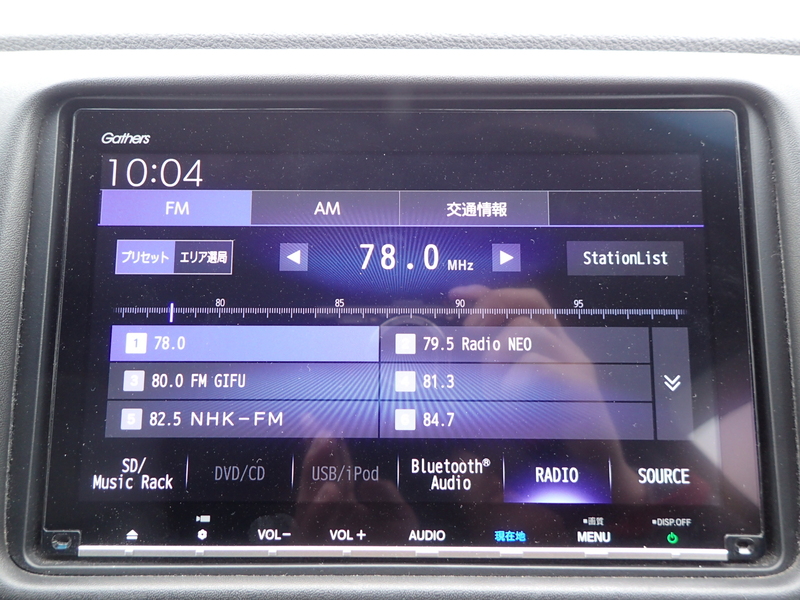 Gathers
10:04
FM AM 交通情報
プリセット エリア選局 ◀ 78.0 MHz ▶ StationList
80 85 90 95
1 78.0 79.5 Radio NEO
3 80.0 FM GIFU 81.3
5 82.5 NHK-FM 84.7
SD/ Music Rack DVD/CD USB/iPod Bluetooth® Audio RADIO SOURCE
■画質 ■DISP.OFF
VOL− VOL+ AUDIO 現在地 MENU